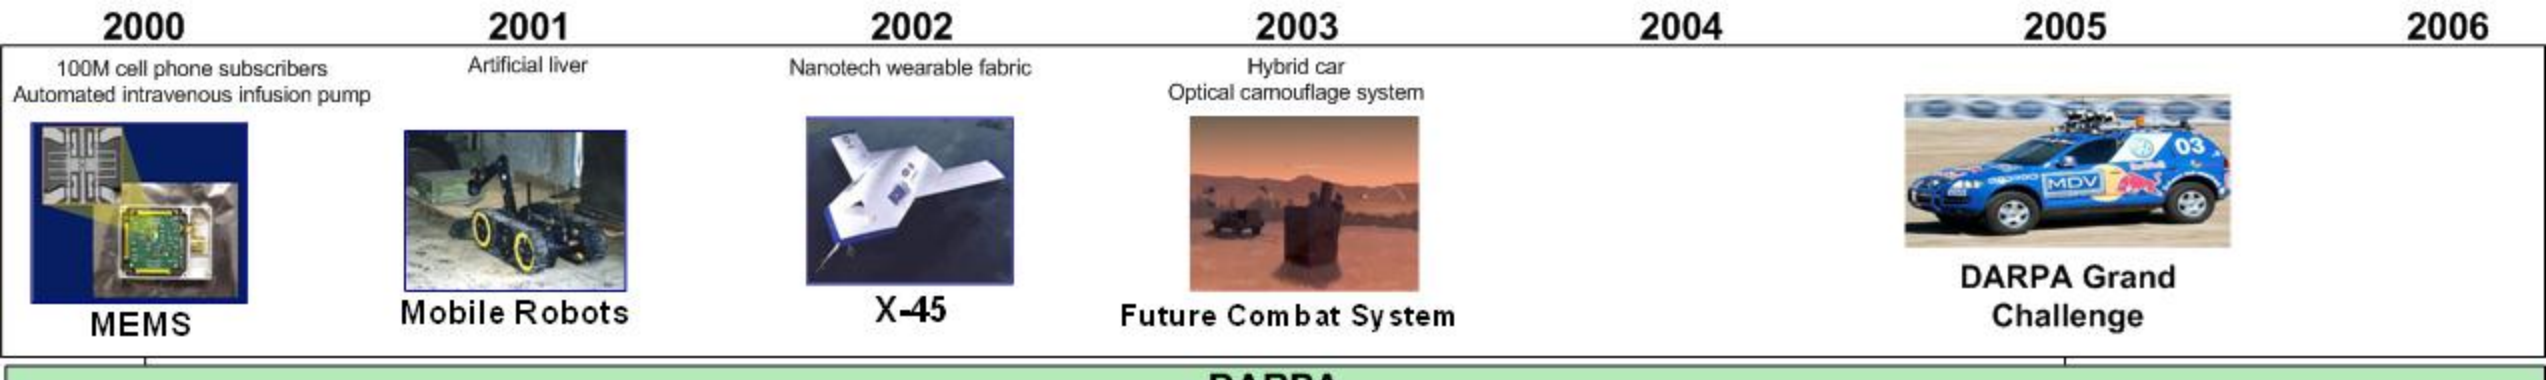 2000 2001 2002 2003 2004 2005 2006
100M cell phone subscribers
Automated intravenous infusion pump
Artificial liver
Nanotech wearable fabric
Hybrid car
Optical camouflage system
MDV
03
MEMS
Mobile Robots
X-45
Future Combat System
DARPA Grand
Challenge
DARPA